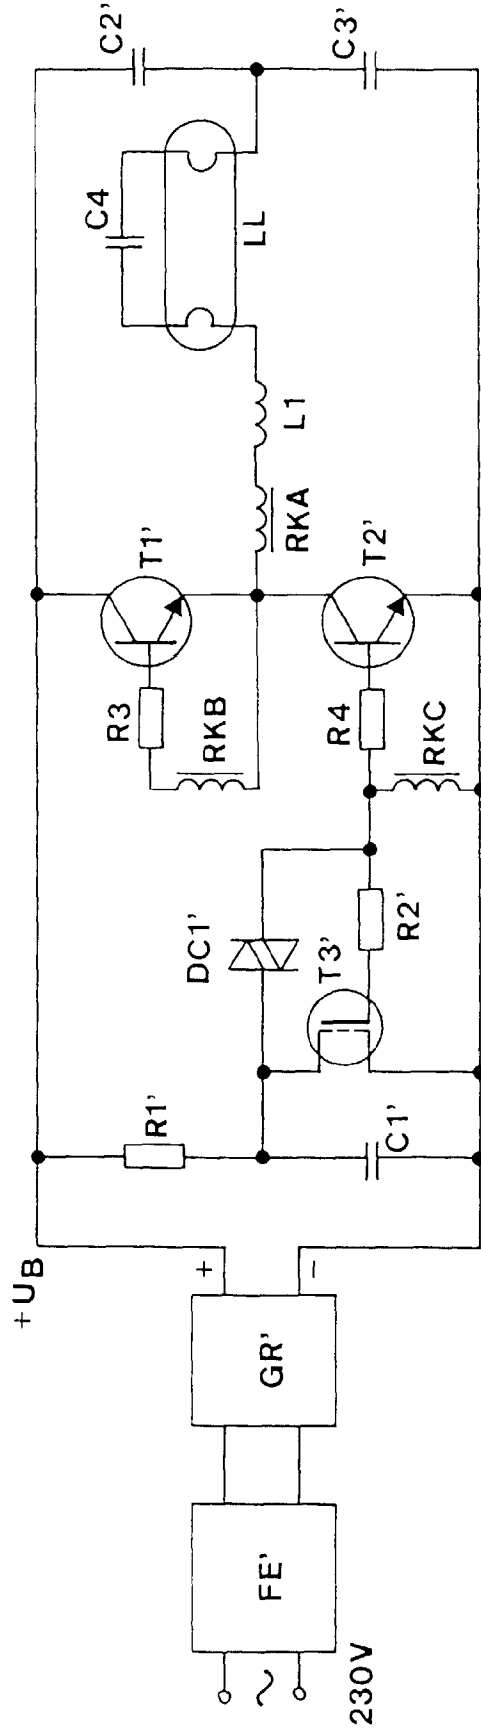 230V
~
FE'
GR'
+
−
+UB
R1'
C1'
DC1'
T3'
R2'
R3
RKB
R4
RKC
T1'
T2'
RKA
L1
C4
LL
C2'
C3'